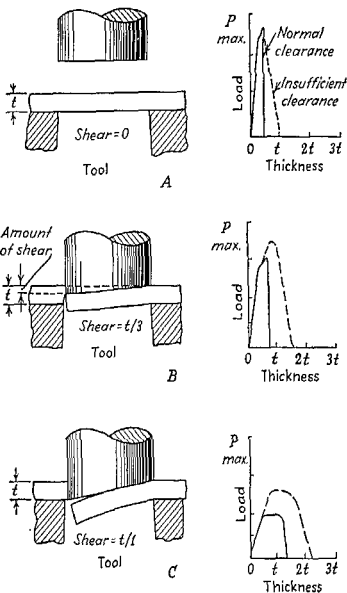 t
Shear=0
Tool
A
P
max.
Load
Normal
clearance
Insufficient
clearance
0 t 2t 3t
Thickness
Amount
of shear
t
Shear=t/3
Tool
B
P
max.
Load
0 t 2t 3t
Thickness
t
Shear=t/1
Tool
C
P
max.
Load
0 1t 2t 3t
Thickness